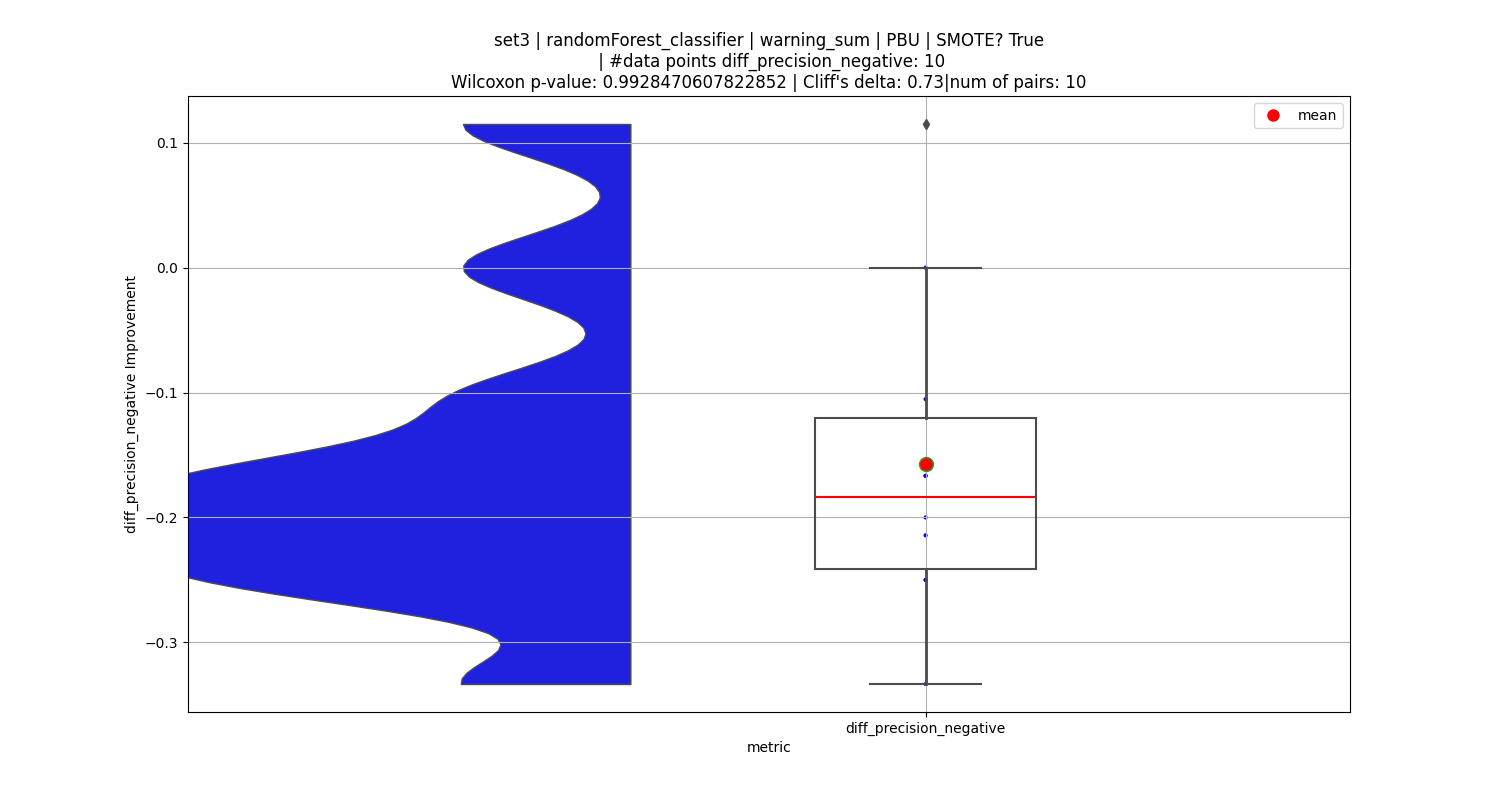 set3 | randomForest_classifier | warning_sum | PBU | SMOTE? True
| #data points diff_precision_negative: 10
Wilcoxon p-value: 0.9928470607822852 | Cliff's delta: 0.73|num of pairs: 10
mean
0.1
0.0
−0.1
−0.2
−0.3
diff_precision_negative Improvement
diff_precision_negative
metric